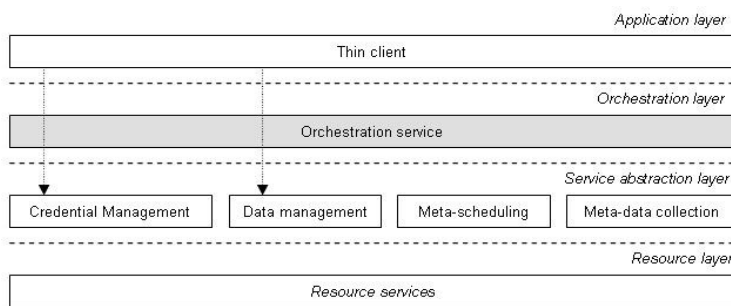 Application layer
Thin client
Orchestration layer
Orchestration service
Service abstraction layer
Credential Management Data management Meta-scheduling Meta-data collection
Resource layer
Resource services